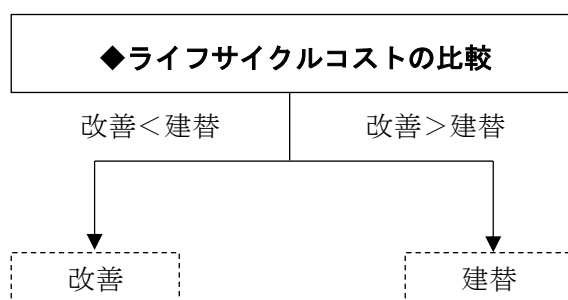 ◆ライフサイクルコストの比較
改善＜建替
改善＞建替
改善
建替